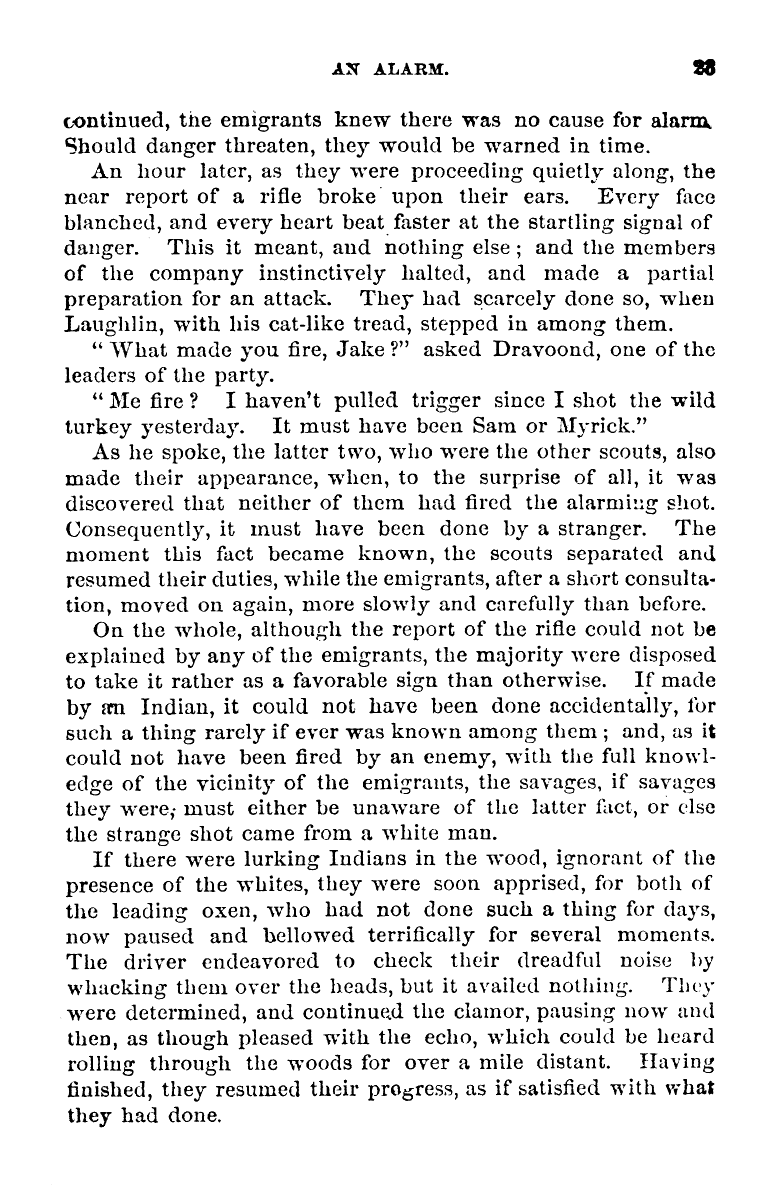 AN ALARM. 23
continued, the emigrants knew there was no cause for alarm.
Should danger threaten, they would be warned in time.
An hour later, as they were proceeding quietly along, the
near report of a rifle broke upon their ears. Every face
blanched, and every heart beat faster at the startling signal of
danger. This it meant, and nothing else; and the members
of the company instinctively halted, and made a partial
preparation for an attack. They had scarcely done so, when
Laughlin, with his cat-like tread, stepped in among them.
"What made you fire, Jake?" asked Dravoond, one of the
leaders of the party.
"Me fire? I haven't pulled trigger since I shot the wild
turkey yesterday. It must have been Sam or Myrick."
As he spoke, the latter two, who were the other scouts, also
made their appearance, when, to the surprise of all, it was
discovered that neither of them had fired the alarming shot.
Consequently, it must have been done by a stranger. The
moment this fact became known, the scouts separated and
resumed their duties, while the emigrants, after a short consulta-
tion, moved on again, more slowly and carefully than before.
On the whole, although the report of the rifle could not be
explained by any of the emigrants, the majority were disposed
to take it rather as a favorable sign than otherwise. If made
by an Indian, it could not have been done accidentally, for
such a thing rarely if ever was known among them; and, as it
could not have been fired by an enemy, with the full knowl-
edge of the vicinity of the emigrants, the savages, if savages
they were, must either be unaware of the latter fact, or else
the strange shot came from a white man.
If there were lurking Indians in the wood, ignorant of the
presence of the whites, they were soon apprised, for both of
the leading oxen, who had not done such a thing for days,
now paused and bellowed terrifically for several moments.
The driver endeavored to check their dreadful noise by
whacking them over the heads, but it availed nothing. They
were determined, and continued the clamor, pausing now and
then, as though pleased with the echo, which could be heard
rolling through the woods for over a mile distant. Having
finished, they resumed their progress, as if satisfied with what
they had done.